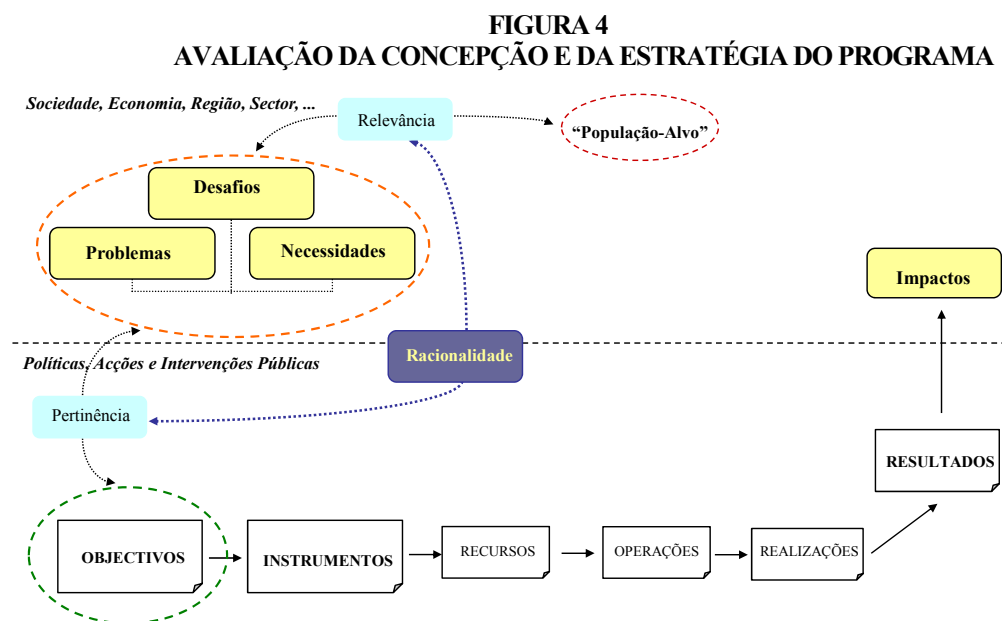 FIGURA 4
AVALIAÇÃO DA CONCEPÇÃO E DA ESTRATÉGIA DO PROGRAMA
Sociedade, Economia, Região, Sector, ...
Relevância
“População-Alvo”
Desafios
Problemas
Necessidades
Impactos
Racionalidade
Políticas, Acções e Intervenções Públicas
Pertinência
RESULTADOS
OBJECTIVOS
INSTRUMENTOS
RECURSOS
OPERAÇÕES
REALIZAÇÕES